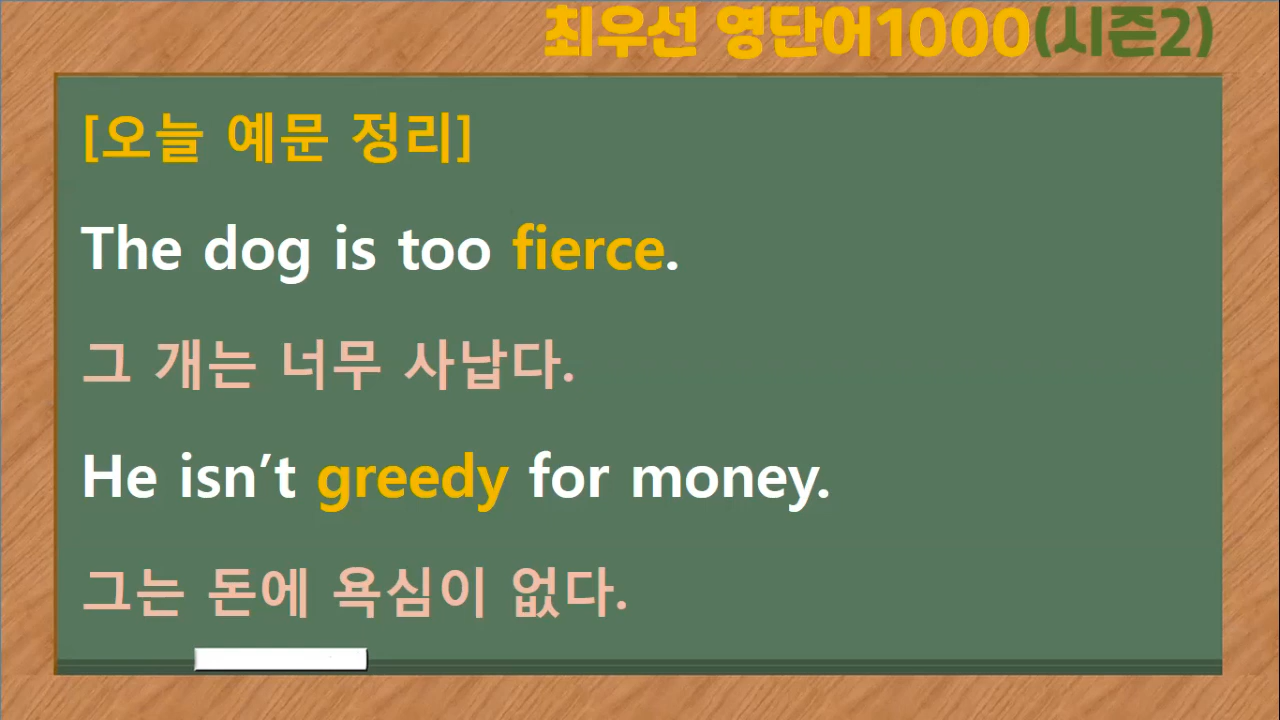 최우선 영단어1000(시즌2)
[오늘 예문 정리]
The dog is too fierce.
그 개는 너무 사납다.
He isn’t greedy for money.
그는 돈에 욕심이 없다.